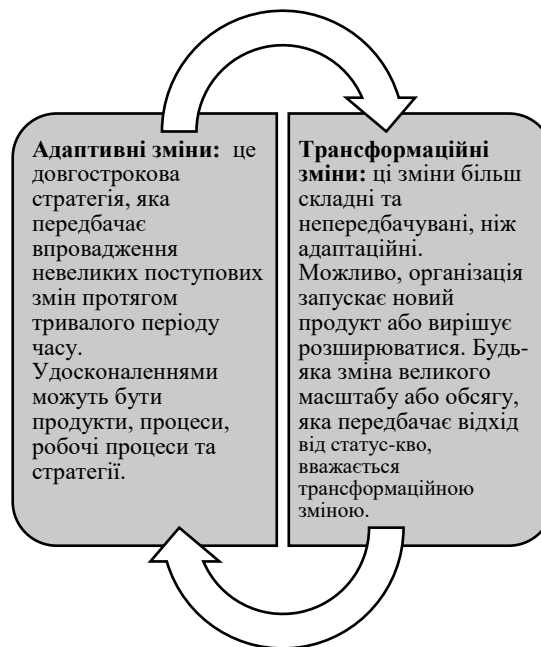 Адаптивні зміни: це
довгострокова
стратегія, яка
передбачає
впровадження
невеликих поступових
змін протягом
тривалого періоду
часу.
Удосконаленнями
можуть бути
продукти, процеси,
робочі процеси та
стратегії.
Трансформаційні
зміни: ці зміни більш
складні та
непередбачувані, ніж
адаптаційні.
Можливо, організація
запускає новий
продукт або вирішує
розширюватися. Будь-
яка зміна великого
масштабу або обсягу,
яка передбачає відхід
від статус-кво,
вважається
трансформаційною
зміною.